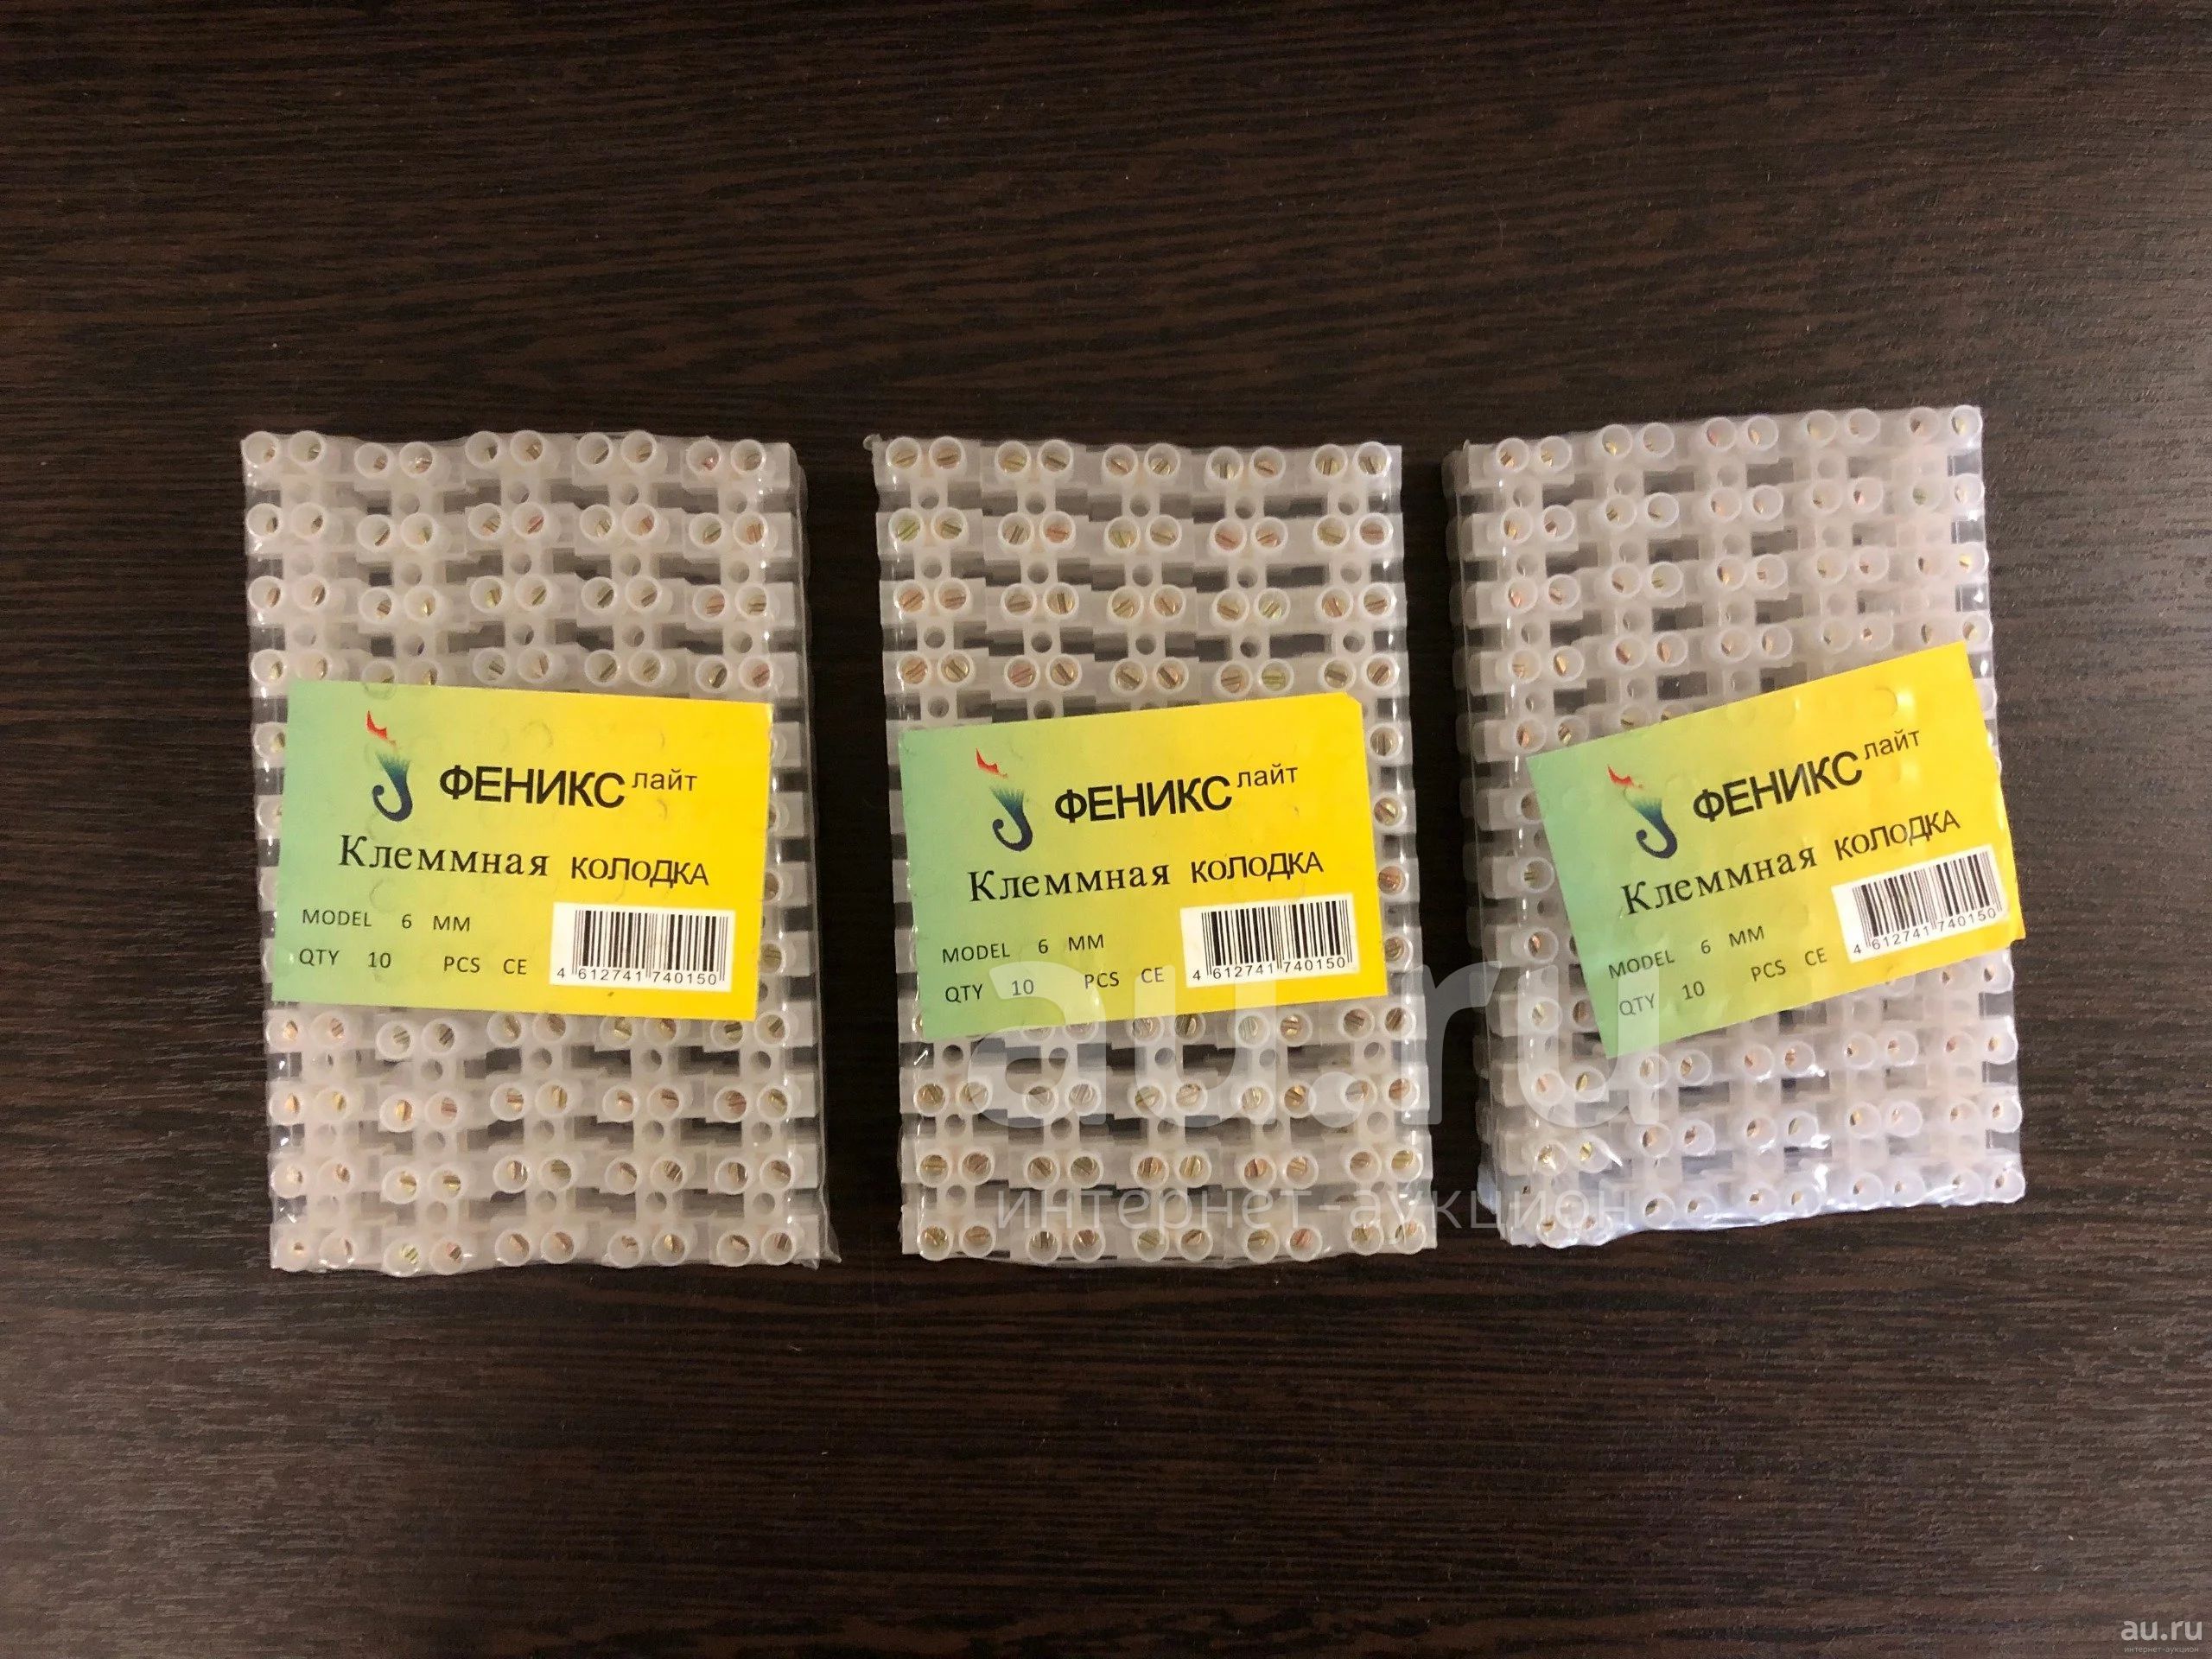 ФЕНИКС лайт
Клеммная колодка
MODEL 6 MM
QTY 10 PCS CE
4 612741 740150
ФЕНИКС лайт
Клеммная колодка
MODEL 6 MM
QTY 10 PCS CE
4 612741 740150
ФЕНИКС лайт
Клеммная колодка
MODEL 6 MM
QTY 10 PCS CE
4 612741 740150
au.ru
интернет-аукцион
au.ru
интернет-аукцион